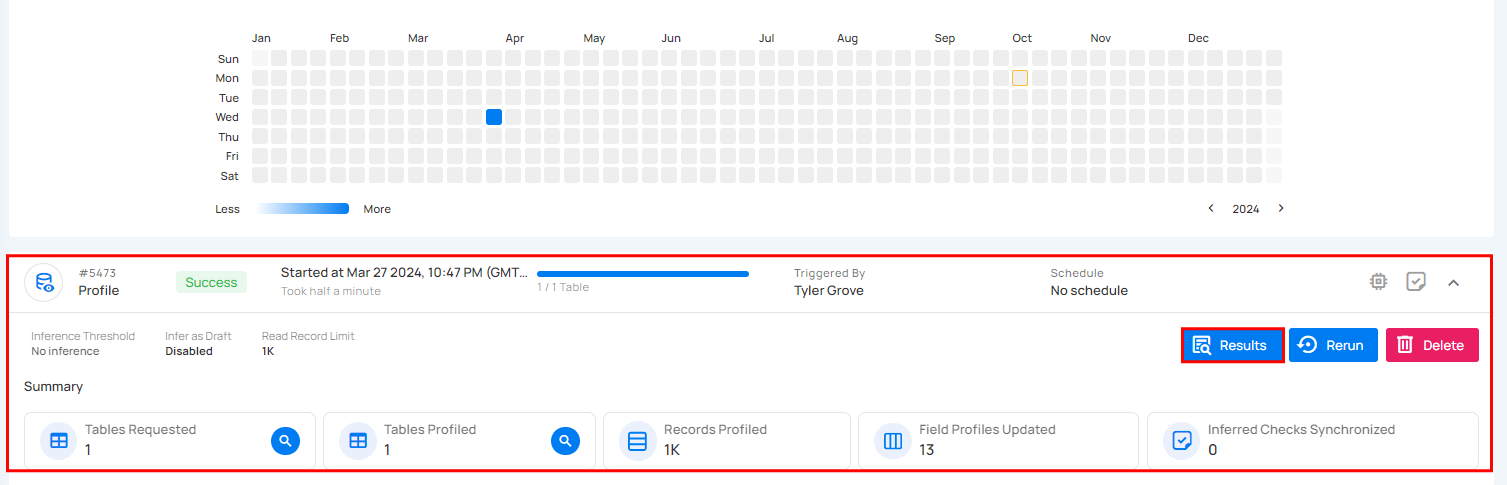 Jan Feb Mar Apr May Jun Jul Aug Sep Oct Nov Dec
Sun
Mon
Tue
Wed
Thu
Fri
Sat
Less More 2024
#5473
Profile
Success
Started at Mar 27 2024, 10:47 PM (GMT...
Took half a minute
1 / 1 Table
Triggered By
Tyler Grove
Schedule
No schedule
Inference Threshold
No inference
Infer as Draft
Disabled
Read Record Limit
1K
Results
Rerun
Delete
Summary
Tables Requested
1
Tables Profiled
1
Records Profiled
1K
Field Profiles Updated
13
Inferred Checks Synchronized
0